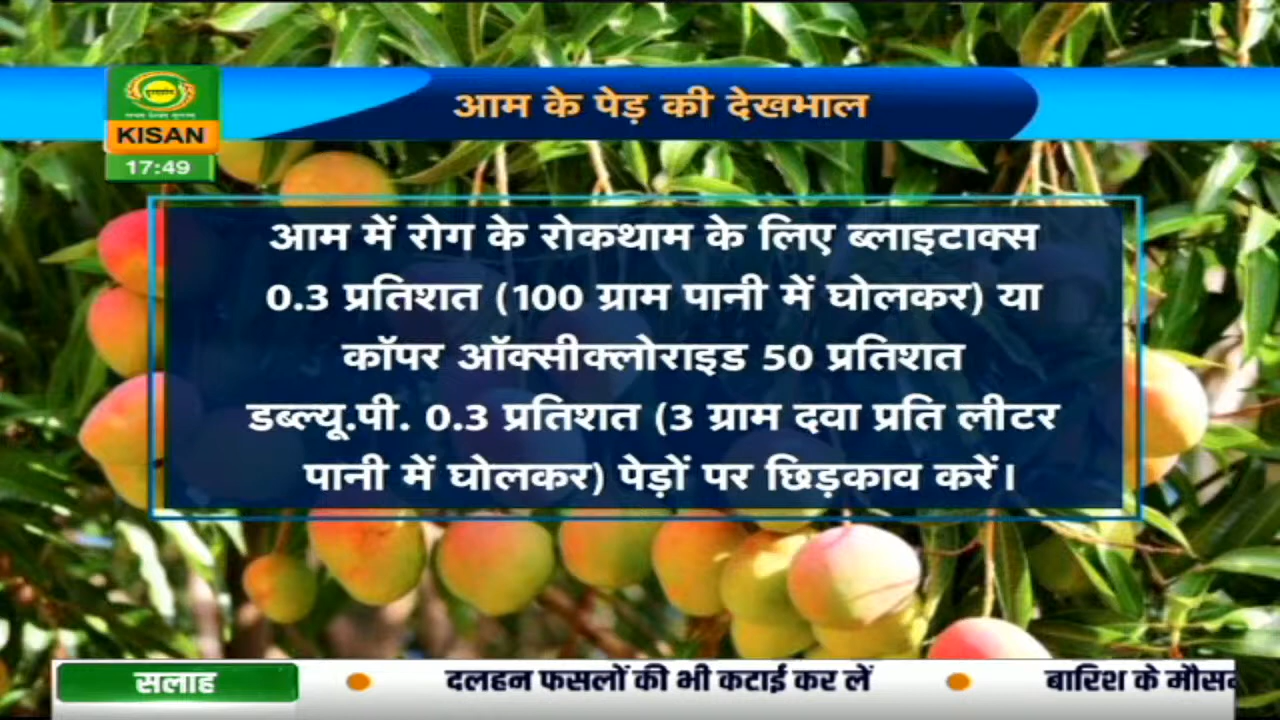 आम के पेड़ की देखभाल
KISAN
17:49
आम में रोग के रोकथाम के लिए ब्लाइटाक्स
0.3 प्रतिशत (100 ग्राम पानी में घोलकर) या
कॉपर ऑक्सीक्लोराइड 50 प्रतिशत
डब्ल्यू.पी. 0.3 प्रतिशत (3 ग्राम दवा प्रति लीटर
पानी में घोलकर) पेड़ों पर छिड़काव करें।
सलाह • दलहन फसलों की भी कटाई कर लें • बारिश के